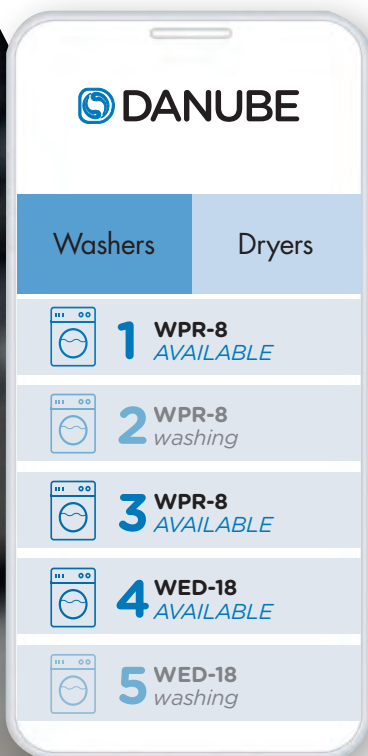 DANUBE
Washers Dryers
1 WPR-8
AVAILABLE
2 WPR-8
washing
3 WPR-8
AVAILABLE
4 WED-18
AVAILABLE
5 WED-18
washing